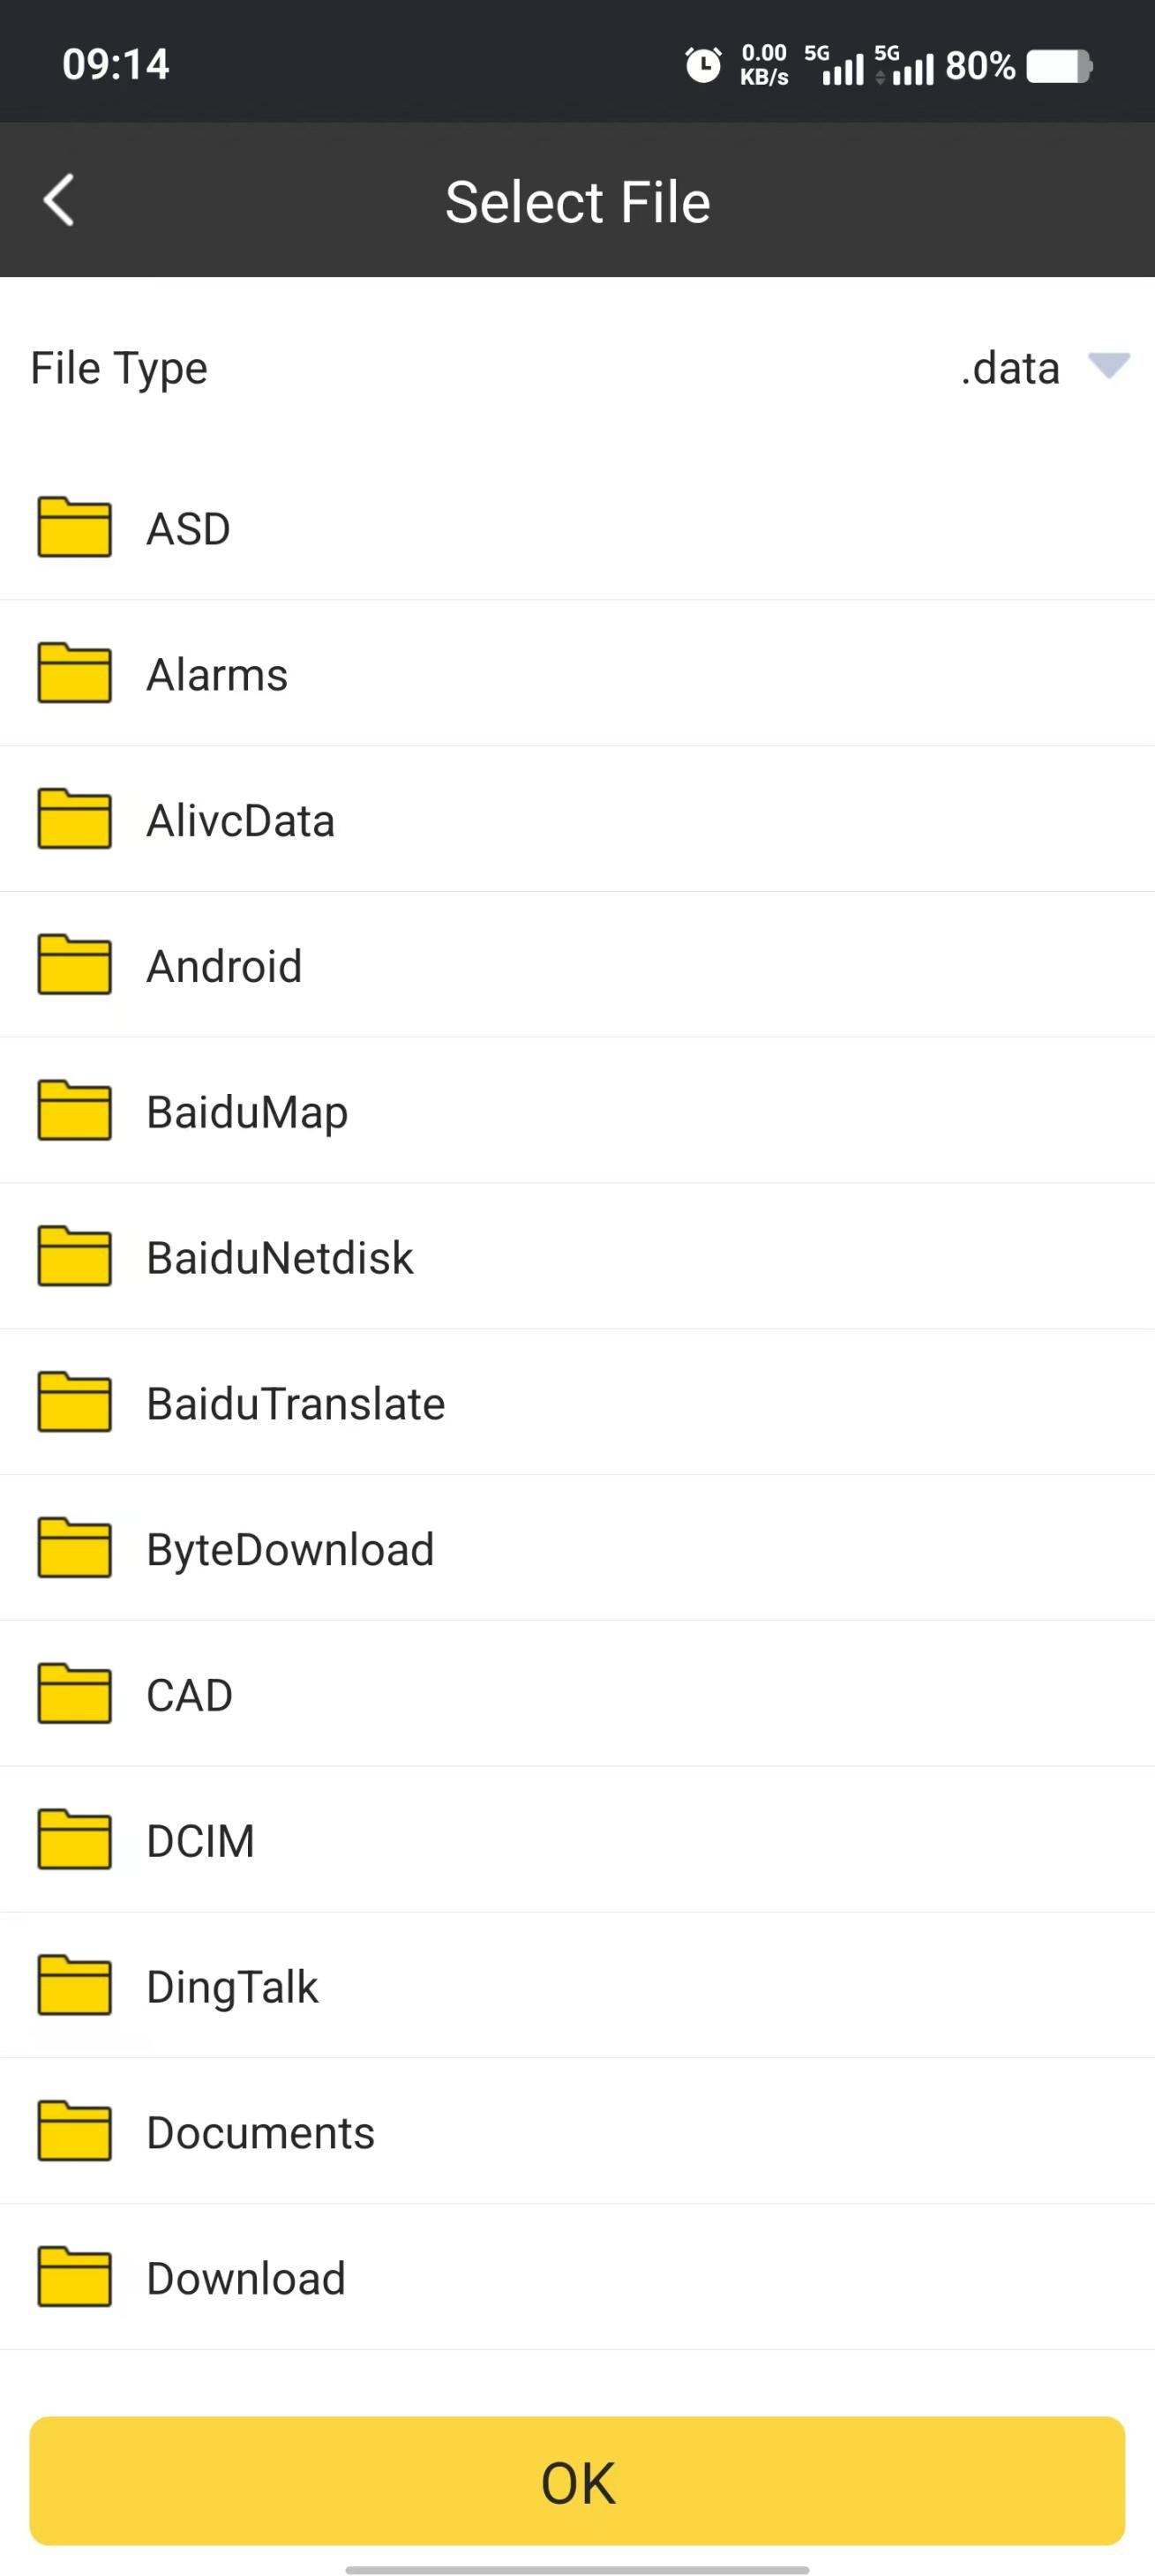 09:14 0.00 KB/s 5G 5G 80%
Select File
File Type .data
ASD
Alarms
AlivcData
Android
BaiduMap
BaiduNetdisk
BaiduTranslate
ByteDownload
CAD
DCIM
DingTalk
Documents
Download
OK